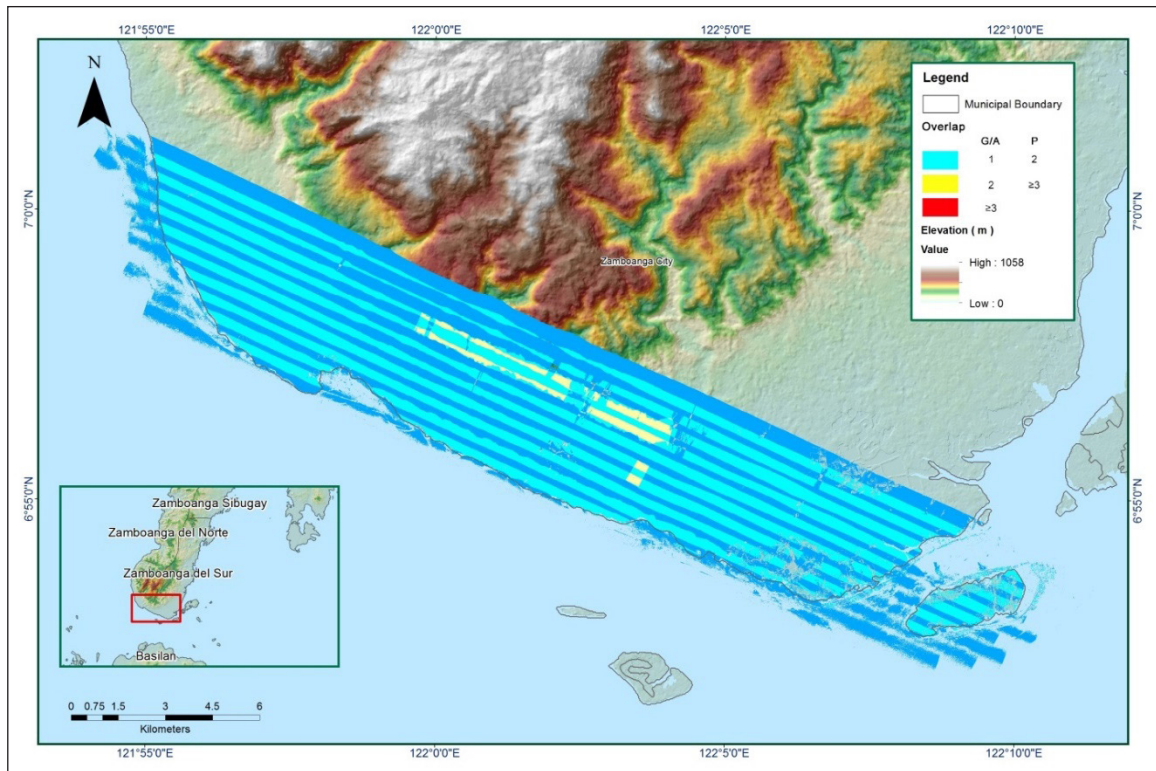 121°55'0"E 122°0'0"E 122°5'0"E 122°10'0"E
N
7°0'0"N
7°0'0"N
6°55'0"N
6°55'0"N
Legend
Municipal Boundary
Overlap
G/A P
1 2
2 ≥3
≥3
Elevation ( m )
Value
High : 1058
Low : 0
Zamboanga City
Zamboanga Sibugay
Zamboanga del Norte
Zamboanga del Sur
Basilan
0 0.75 1.5 3 4.5 6
Kilometers
121°55'0"E 122°0'0"E 122°5'0"E 122°10'0"E